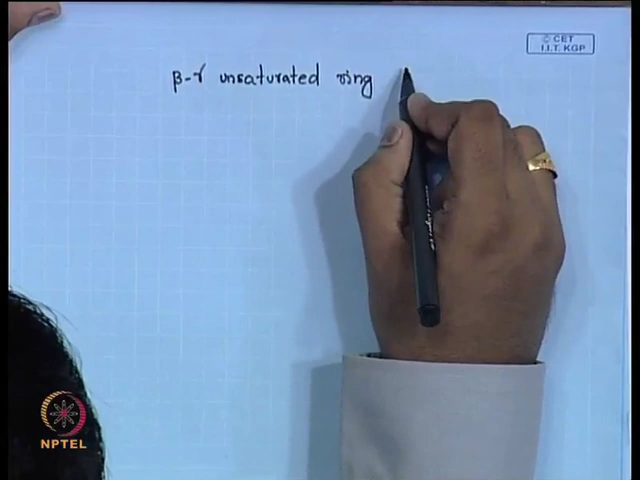 © CET
I.I.T. KGP
β-γ unsaturated ring
NPTEL